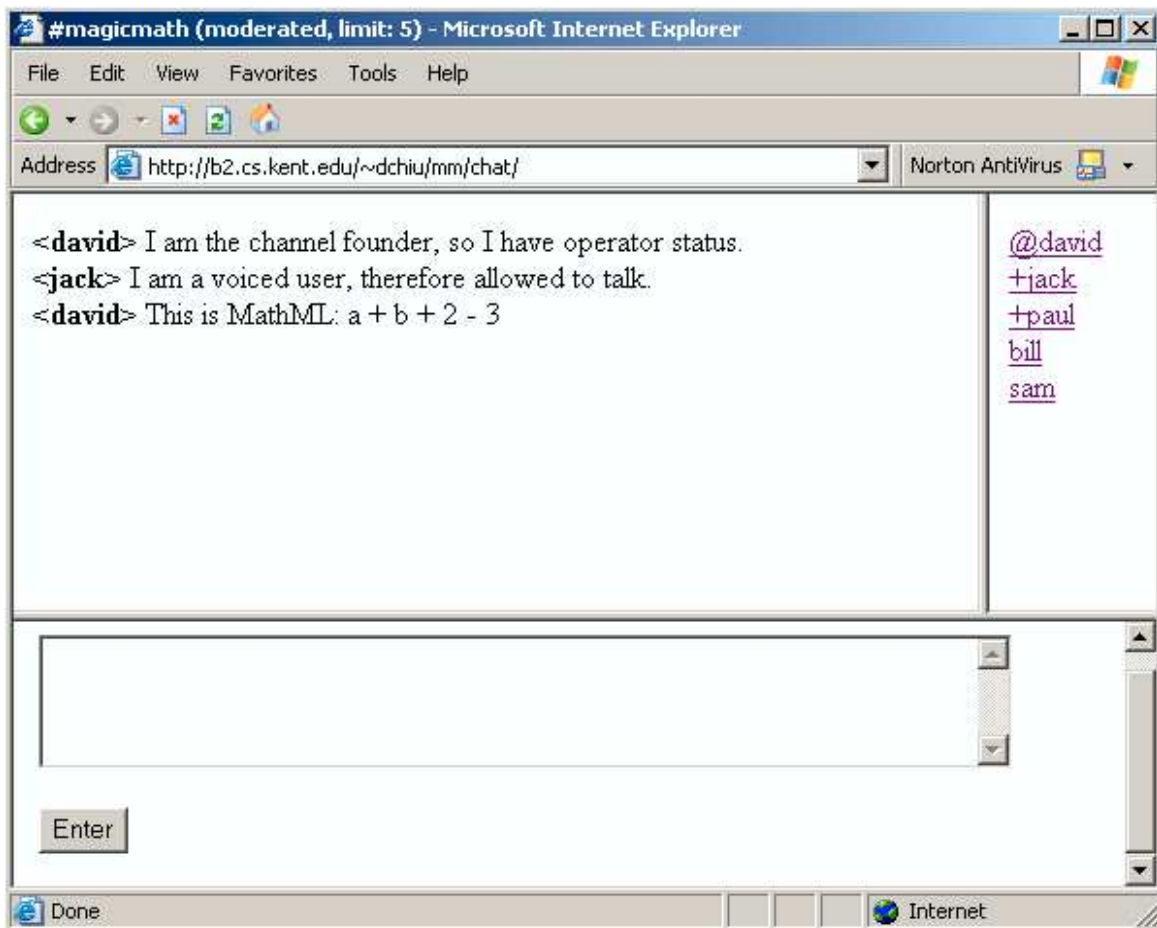 #magicmath (moderated, limit: 5) - Microsoft Internet Explorer
File Edit View Favorites Tools Help
Address http://b2.cs.kent.edu/~dchiu/mm/chat/ Norton AntiVirus
<david> I am the channel founder, so I have operator status.
<jack> I am a voiced user, therefore allowed to talk.
<david> This is MathML: a + b + 2 - 3
@david
+jack
+paul
bill
sam
Enter
Done Internet